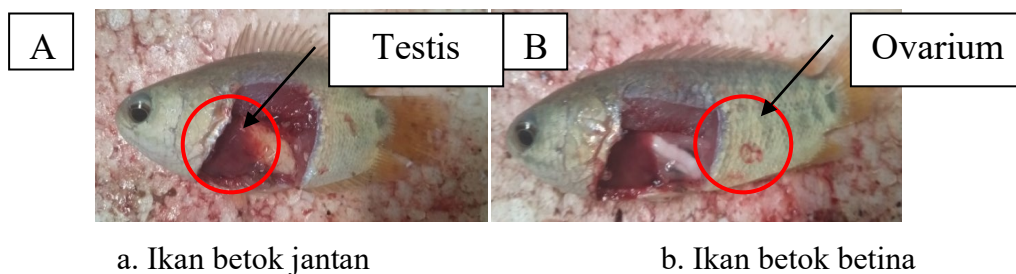 A
Testis
B
Ovarium
a. Ikan betok jantan
b. Ikan betok betina